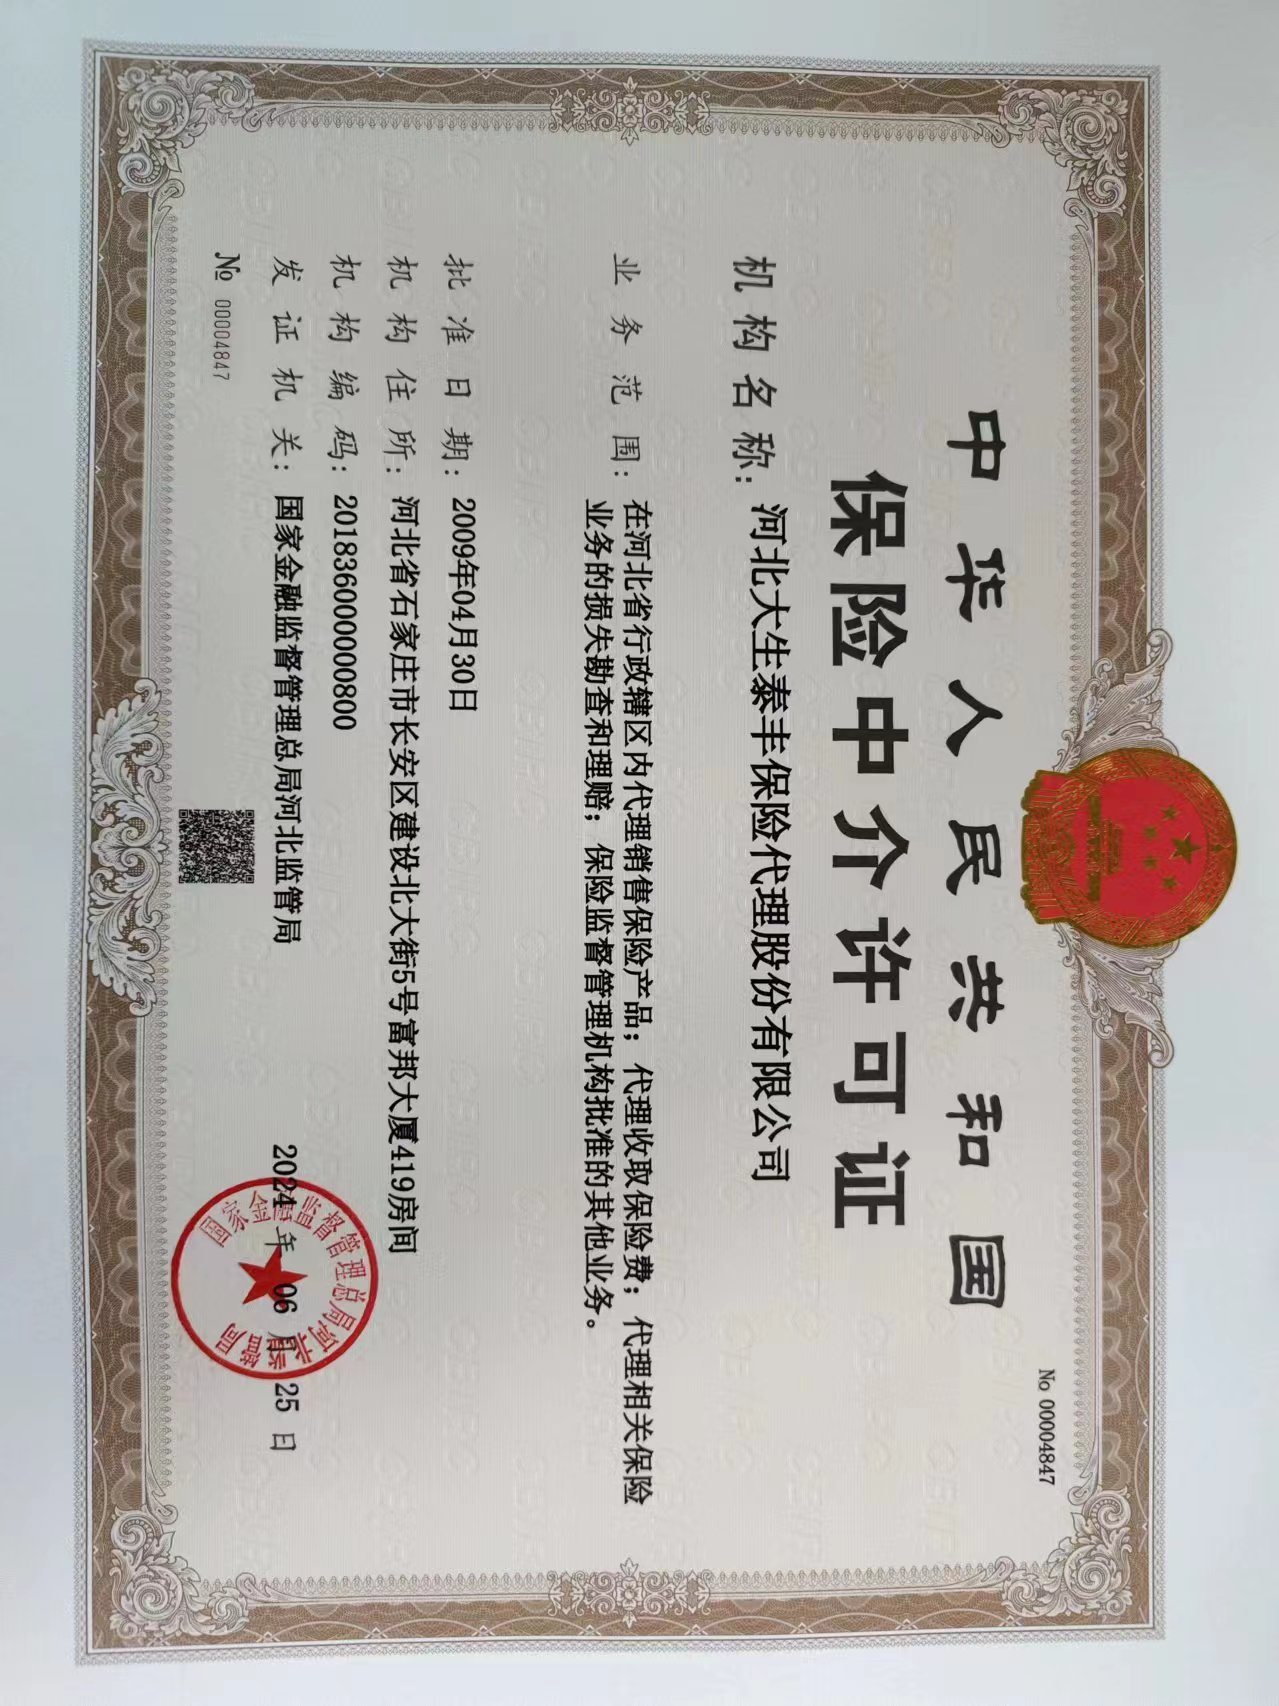 No 00004847
中华人民共和国
保险中介许可证
机构名称：河北大生泰丰保险代理股份有限公司
业务范围：在河北省行政辖区内代理销售保险产品；代理收取保险费；代理相关保险
业务的损失勘查和理赔；保险监督管理机构批准的其他业务。
批准日期：2009年04月30日
机构住所：河北省石家庄市长安区建设北大街5号富邦大厦419房间
机构编码：201836000000800
发证机关：国家金融监督管理总局河北监管局
2024 年 06 月 25 日
№ 00004847
国家金融监督管理总局河北监管局